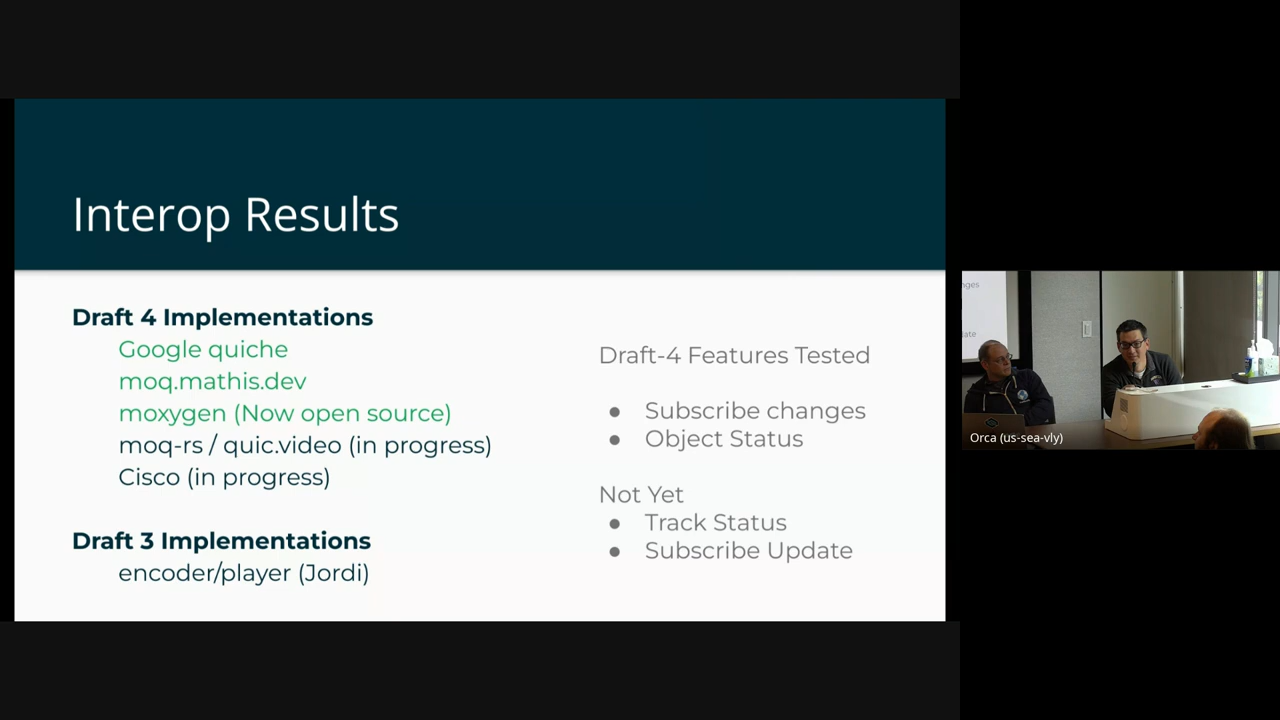 Interop Results
Draft 4 Implementations
Google quiche
moq.mathis.dev
moxygen (Now open source)
moq-rs / quic.video (in progress)
Cisco (in progress)
Draft 3 Implementations
encoder/player (Jordi)
Draft-4 Features Tested
● Subscribe changes
● Object Status
Not Yet
● Track Status
● Subscribe Update
nges
ate
Orca (us-sea-vly)